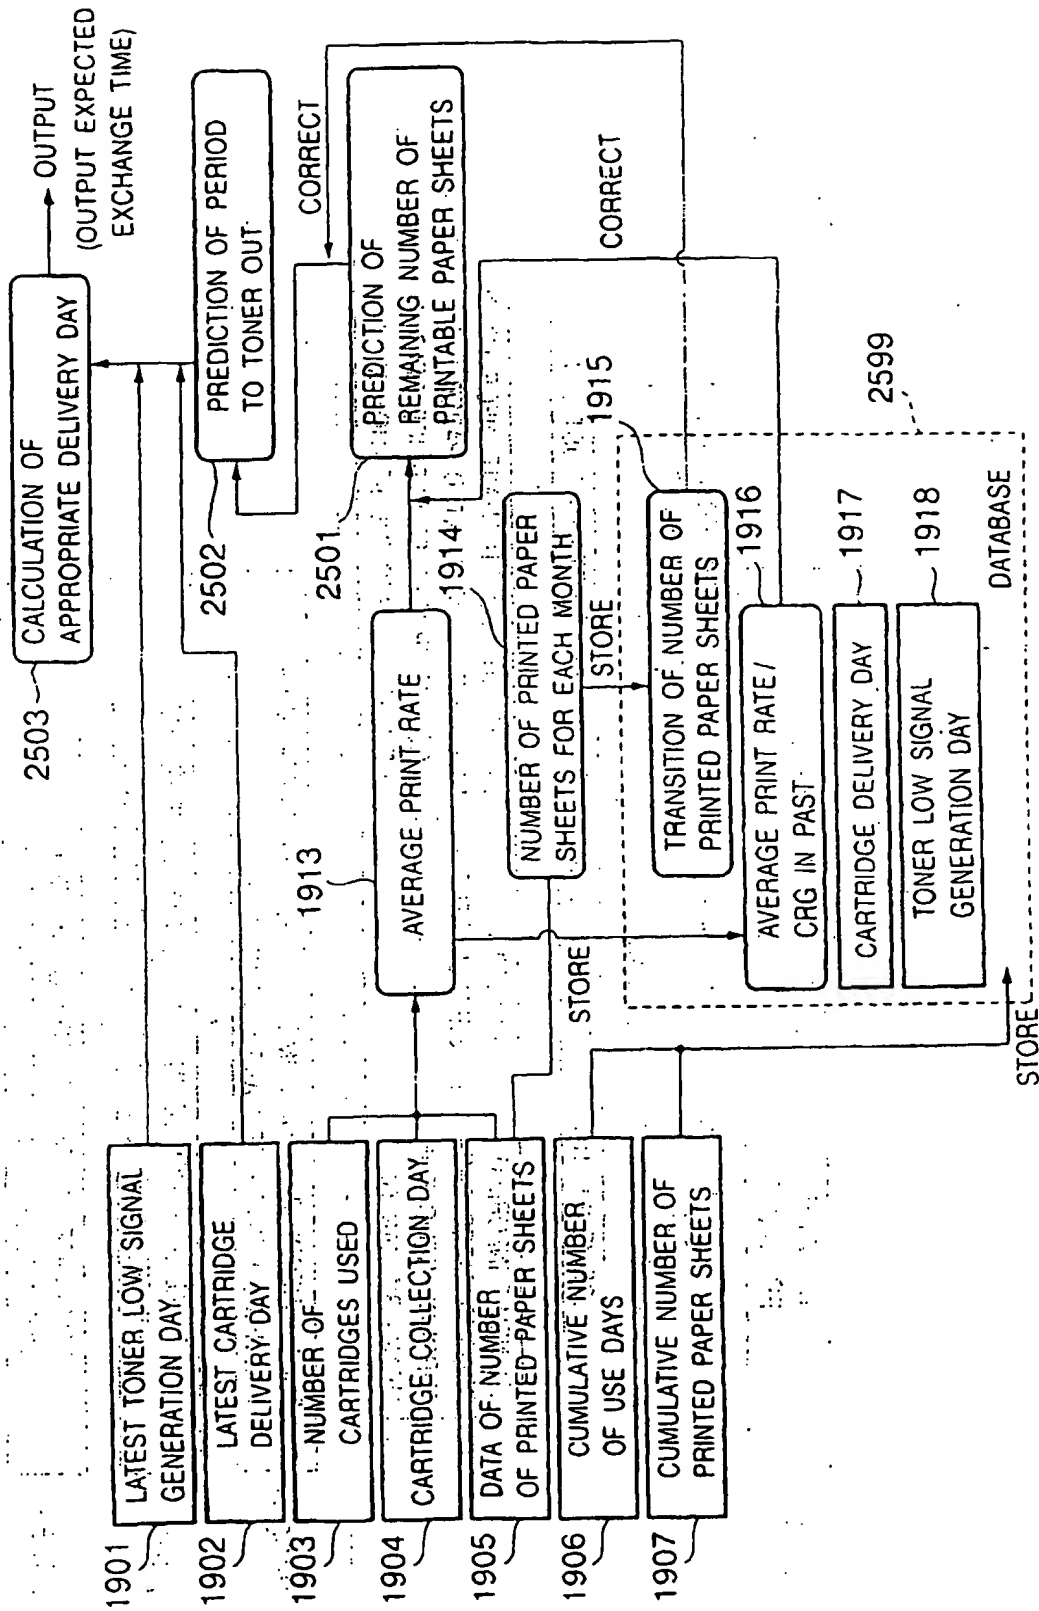 1901
LATEST TONER LOW SIGNAL
GENERATION DAY
1902
LATEST CARTRIDGE
DELIVERY DAY
1903
NUMBER OF
CARTRIDGES USED
1904
CARTRIDGE COLLECTION DAY
1905
DATA OF NUMBER
OF PRINTED PAPER SHEETS
1906
CUMULATIVE NUMBER
OF USE DAYS
1907
CUMULATIVE NUMBER OF
PRINTED PAPER SHEETS
1913
AVERAGE PRINT RATE
1914
NUMBER OF PRINTED PAPER
SHEETS FOR EACH MONTH
STORE
STORE
STORE
1915
TRANSITION OF NUMBER OF
PRINTED PAPER SHEETS
1916
AVERAGE PRINT RATE/
CRG IN PAST
1917
CARTRIDGE DELIVERY DAY
1918
TONER LOW SIGNAL
GENERATION DAY
DATABASE
2599
2503
CALCULATION OF
APPROPRIATE DELIVERY DAY
OUTPUT
(OUTPUT EXPECTED
EXCHANGE TIME)
2502
PREDICTION OF PERIOD
TO TONER OUT
2501
PREDICTION OF
REMAINING NUMBER OF
PRINTABLE PAPER SHEETS
CORRECT
CORRECT